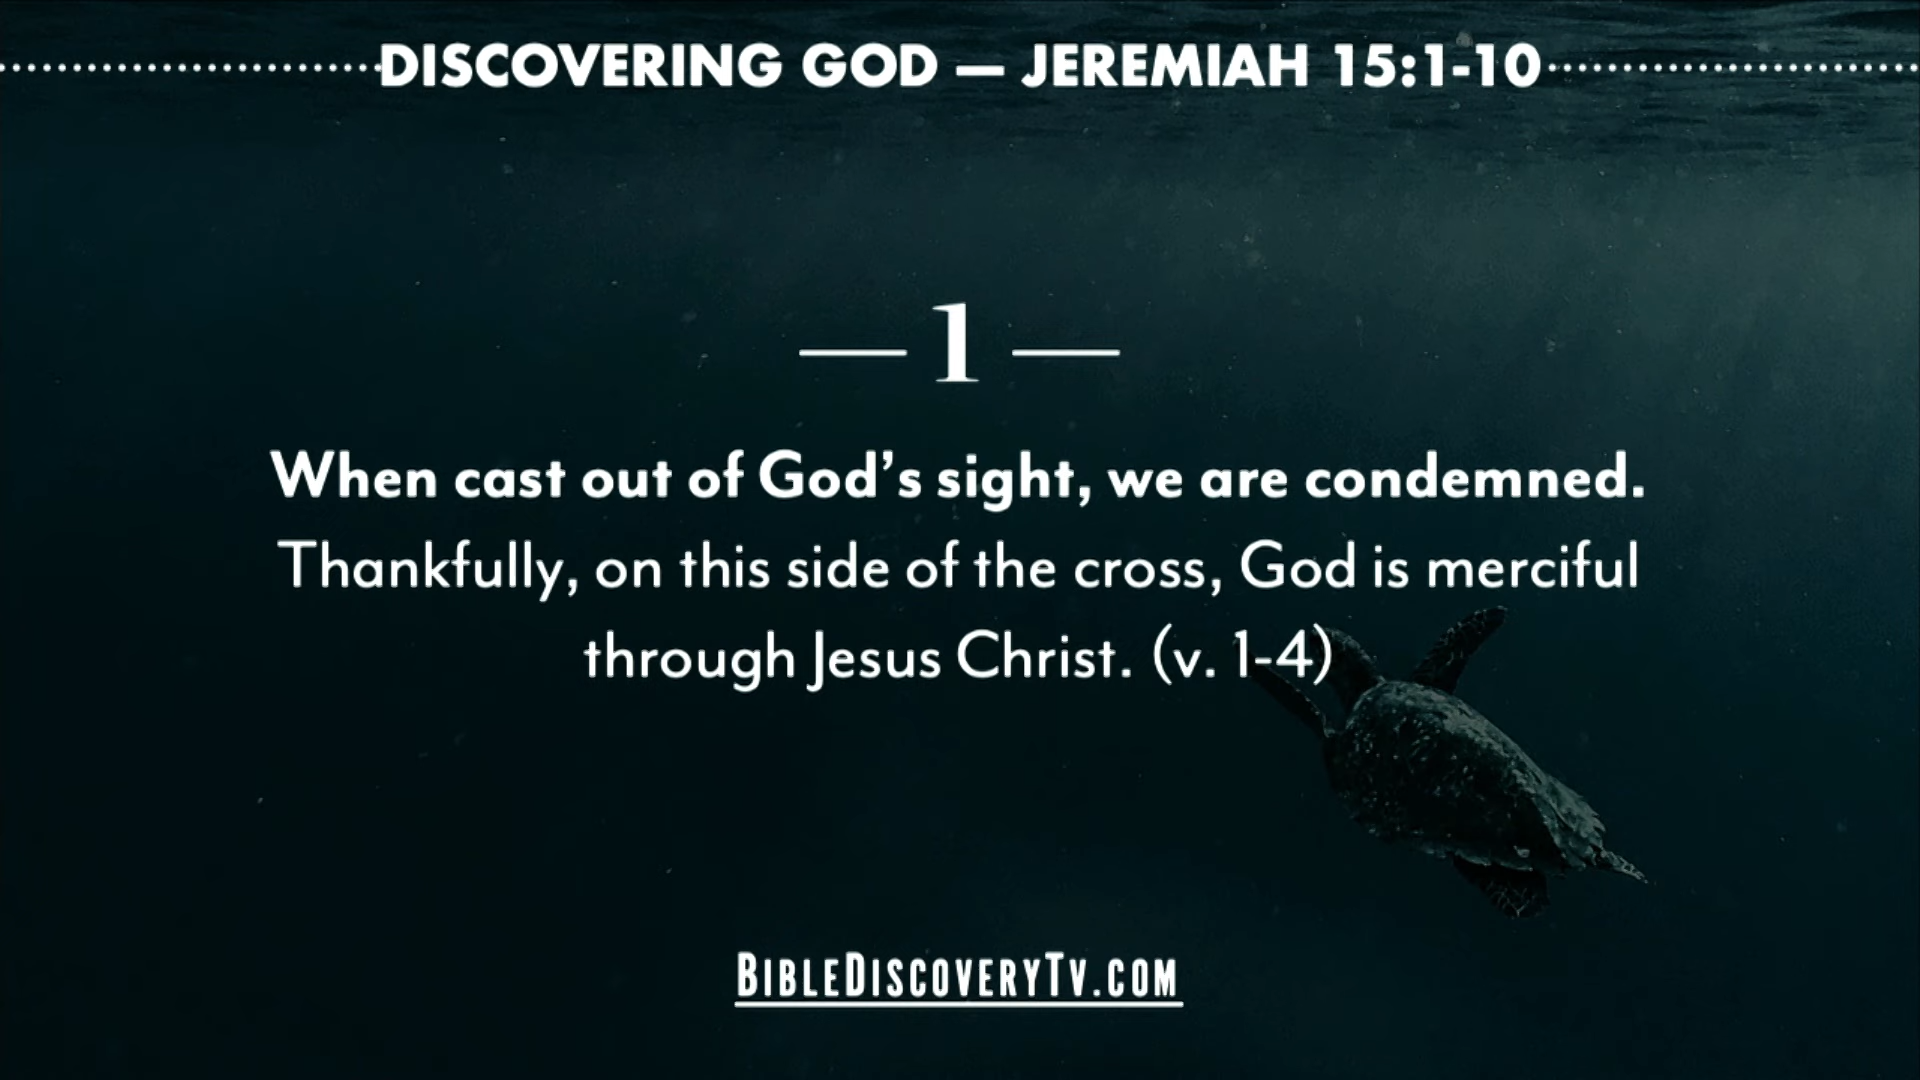 DISCOVERING GOD — JEREMIAH 15:1-10
— 1 —
When cast out of God’s sight, we are condemned.
Thankfully, on this side of the cross, God is merciful
through Jesus Christ. (v. 1-4)
BIBLEDISCOVERYTV.COM